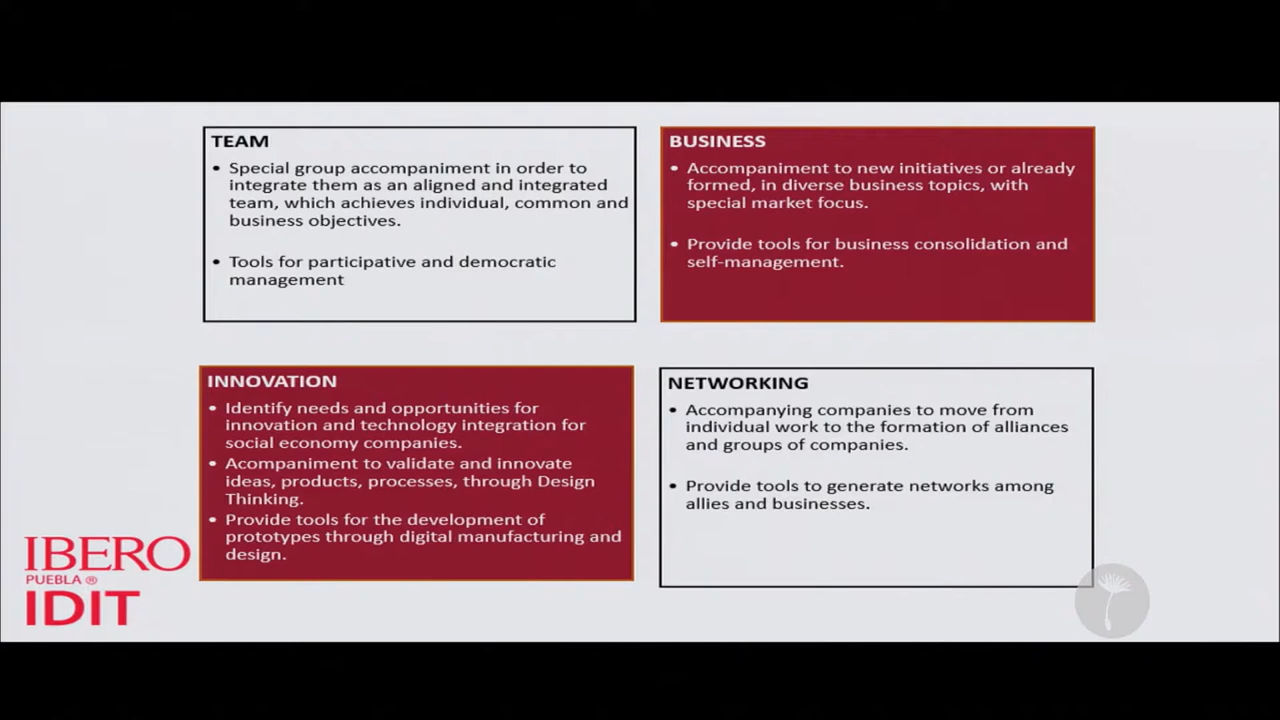 TEAM
• Special group accompaniment in order to
integrate them as an aligned and integrated
team, which achieves individual, common and
business objectives.
• Tools for participative and democratic
management
BUSINESS
• Accompaniment to new initiatives or already
formed, in diverse business topics, with
special market focus.
• Provide tools for business consolidation and
self-management.
INNOVATION
• Identify needs and opportunities for
innovation and technology integration for
social economy companies.
• Acompaniment to validate and innovate
ideas, products, processes, through Design
Thinking.
• Provide tools for the development of
prototypes through digital manufacturing and
design.
NETWORKING
• Accompanying companies to move from
individual work to the formation of alliances
and groups of companies.
• Provide tools to generate networks among
allies and businesses.
IBERO
PUEBLA ®
IDIT